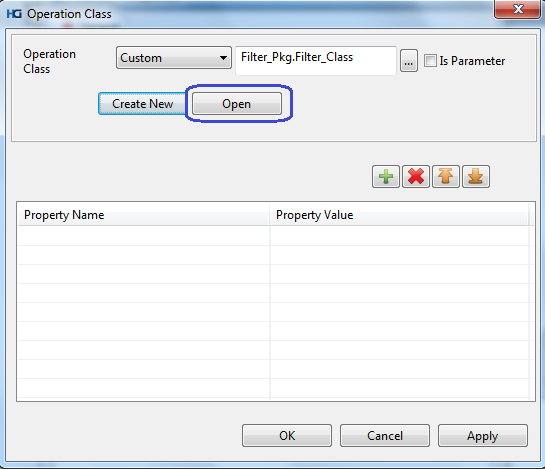 HG Operation Class
Operation Class
Custom
Filter_Pkg.Filter_Class
...
Is Parameter
Create New
Open
Property Name
Property Value
OK
Cancel
Apply